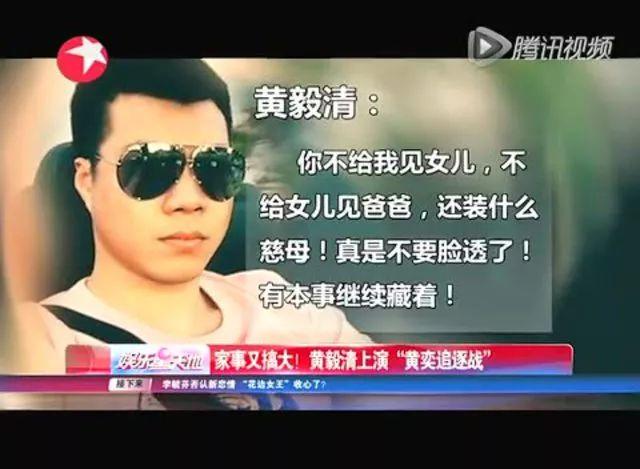 腾讯视频
黄毅清：
你不给我见女儿，不
给女儿见爸爸，还装什么
慈母！真是不要脸透了！
有本事继续藏着！
娱乐星天地
家事又搞大！黄毅清上演“黄奕追逐战”
接下来
李毓芬否认新恋情 “花边女王”收心了？